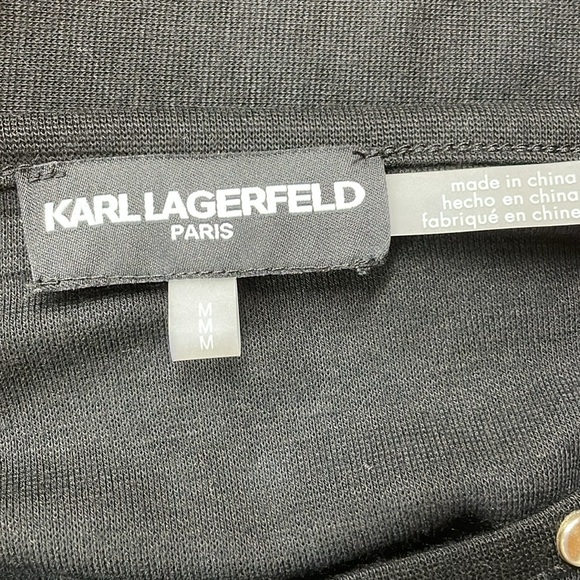 KARL LAGERFELD
PARIS
made in china
hecho en china
fabriqué en chine
M
M
M